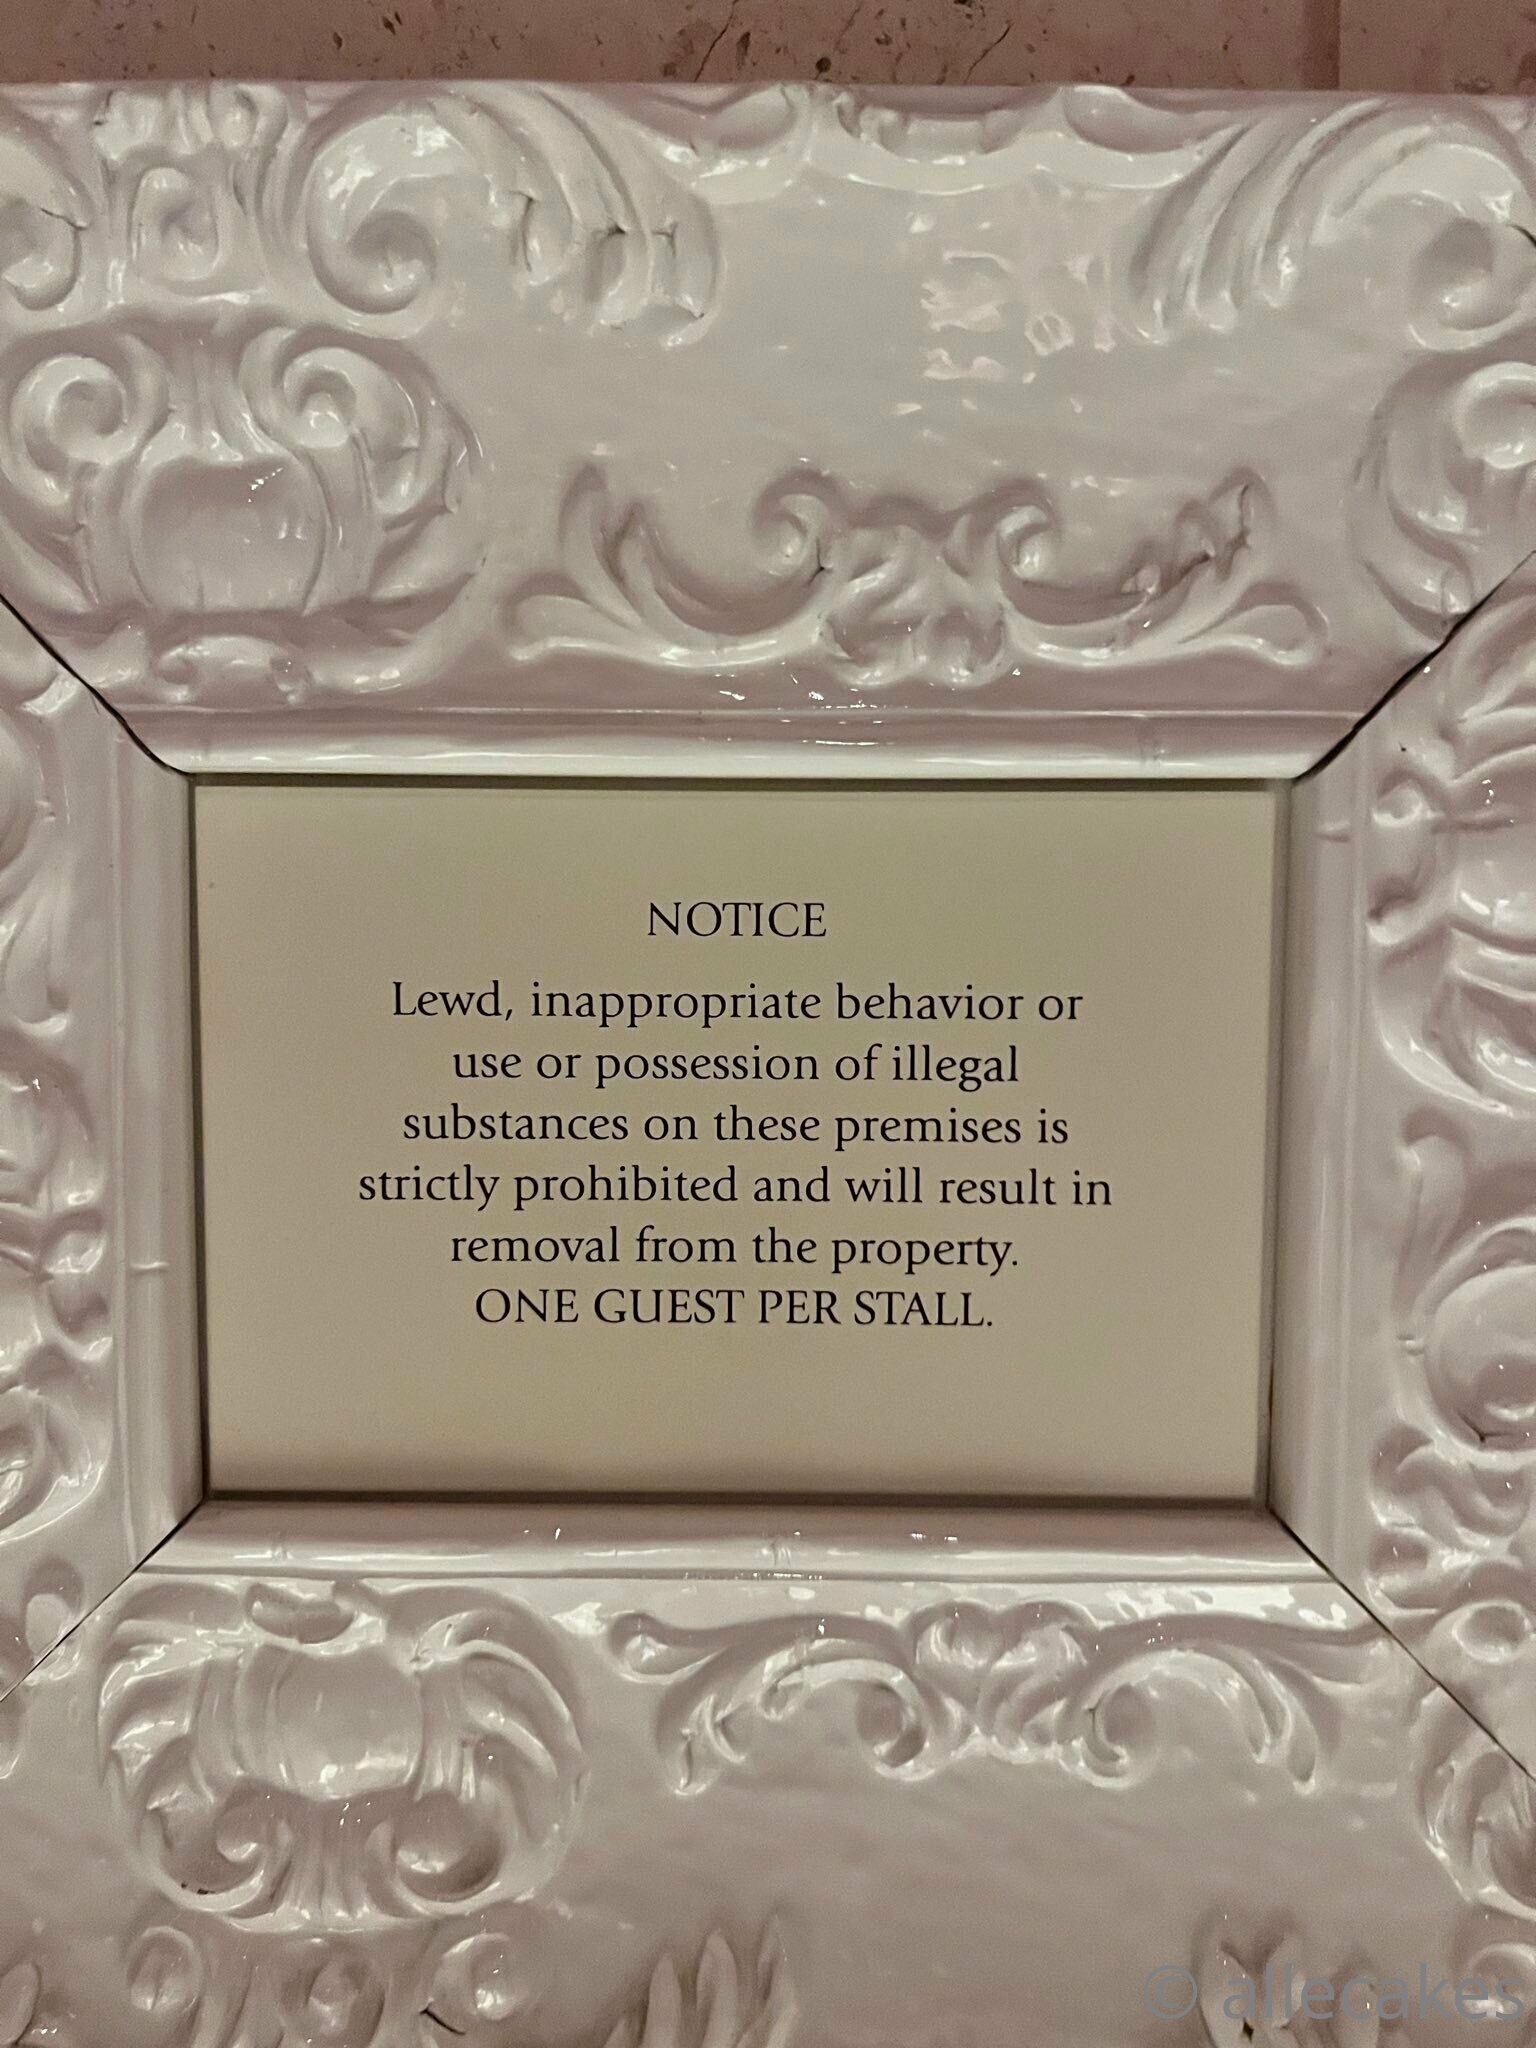 NOTICE
Lewd, inappropriate behavior or
use or possession of illegal
substances on these premises is
strictly prohibited and will result in
removal from the property.
ONE GUEST PER STALL.
© allecakes